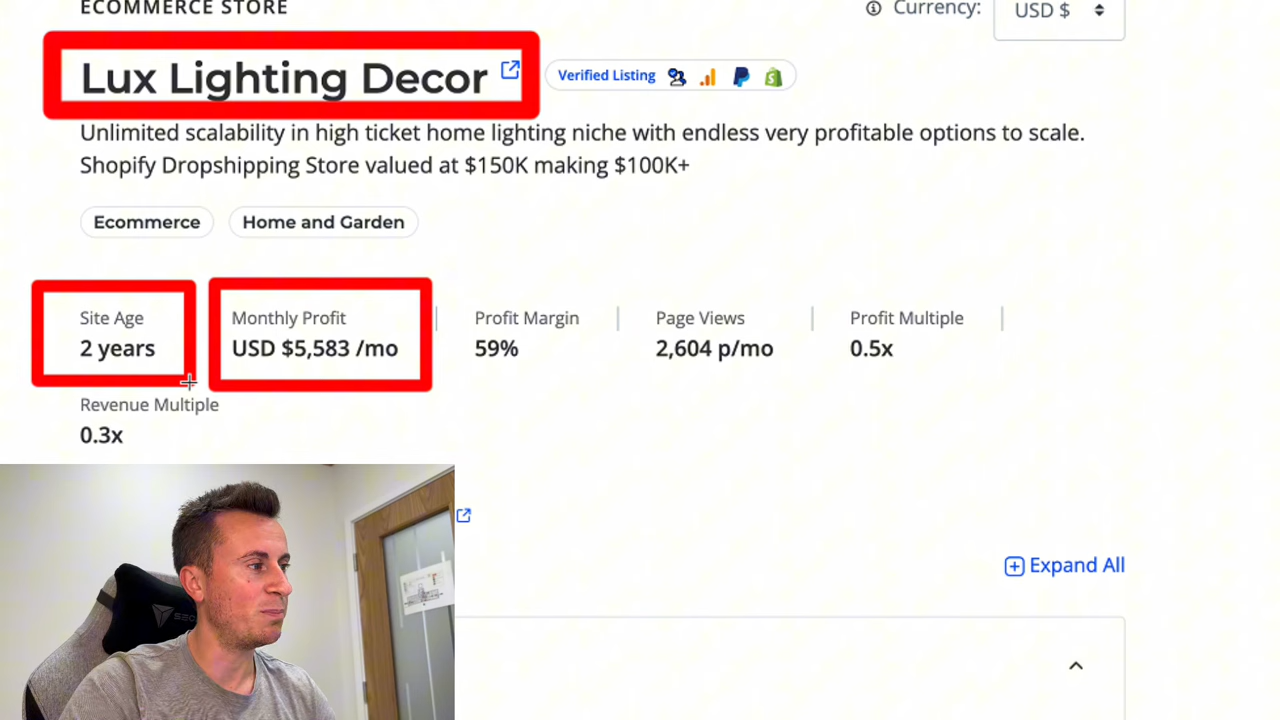 ECOMMERCE STORE
Currency: USD $
Lux Lighting Decor
Verified Listing
Unlimited scalability in high ticket home lighting niche with endless very profitable options to scale.
Shopify Dropshipping Store valued at $150K making $100K+
Ecommerce Home and Garden
Site Age Monthly Profit Profit Margin Page Views Profit Multiple
2 years USD $5,583 /mo 59% 2,604 p/mo 0.5x
Revenue Multiple
0.3x
Expand All